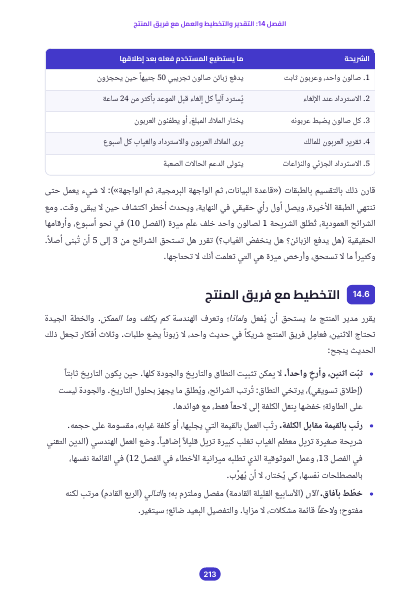 الفصل 14: التقدير والتخطيط والعمل مع فريق المنتج
الشريحة ما يستطيع المستخدم فعله بعد إطلاقها
1. صالون واحد، وعربون ثابت يدفع زبائن صالون تجريبي 50 جنيهاً حين يحجزون
2. الاسترداد عند الإلغاء يُسترد آلياً كل إلغاء قبل الموعد بأكثر من 24 ساعة
3. كل صالون يضبط عربونه يختار الملاك المبلغ، أو يطفئون العربون
4. تقرير العربون للمالك يرى الملاك العربون والاسترداد والغياب كل أسبوع
5. الاسترداد الجزئي والنزاعات يتولى الدعم الحالات الصعبة
قارن ذلك بالتقسيم بالطبقات («قاعدة البيانات، ثم الواجهة البرمجية، ثم الواجهة»): لا شيء يعمل حتى
تنتهي الطبقة الأخيرة، ويصل أول رأي حقيقي في النهاية، ويحدث أخطر اكتشاف حين لا يبقى وقت. ومع
الشرائح العمودية، تُطلق الشريحة 1 لصالون واحد خلف علم ميزة (الفصل 10) في نحو أسبوع، وأرقامها
الحقيقية (هل يدفع الزبائن؟ هل ينخفض الغياب؟) تقرر هل تستحق الشرائح من 3 إلى 5 أن تُبنى أصلاً.
وكثيراً ما لا تستحق، وأرخص ميزة هي التي تعلمت أنك لا تحتاجها.
14.6 التخطيط مع فريق المنتج
يقرر مدير المنتج ما يستحق أن يُفعل ولماذا؛ وتعرف الهندسة كم يكلف وما الممكن. والخطة الجيدة
تحتاج الاثنين، فعامِل فريق المنتج شريكاً في حديث واحد، لا زبوناً يضع طلبات. وثلاث أفكار تجعل ذلك
الحديث ينجح:
• ثبّت اثنين، وأرخِ واحداً. لا يمكن تثبيت النطاق والتاريخ والجودة كلها. حين يكون التاريخ ثابتاً
(إطلاق تسويقي)، يرتخي النطاق: تُرتب الشرائح، ويُطلق ما يجهز بحلول التاريخ. والجودة ليست
على الطاولة؛ خفضها ينقل الكلفة إلى لاحقاً فقط، مع فوائدها.
• رتّب بالقيمة مقابل الكلفة. رتّب العمل بالقيمة التي يجلبها، أو كلفة غيابه، مقسومة على حجمه.
شريحة صغيرة تزيل معظم الغياب تغلب كبيرة تزيل قليلاً إضافياً. وضع العمل الهندسي (الدين التقني
في الفصل 13، وعمل الموثوقية الذي تطلبه ميزانية الأخطاء في الفصل 12) في القائمة نفسها،
بالمصطلحات نفسها، كي يُختار، لا أن يُهرَّب.
• خطّط بآفاق. الآن (الأسابيع القليلة القادمة) مفصل وملتزم به؛ والتالي (الربع القادم) مرتب لكنه
مفتوح؛ ولاحقاً قائمة مشكلات، لا مزايا. والتفصيل البعيد ضائع؛ سيتغير.
213